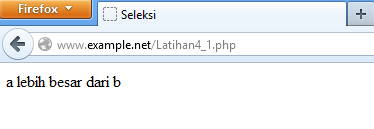 Firefox
Seleksi
www.example.net/Latihan4_1.php
a lebih besar dari b